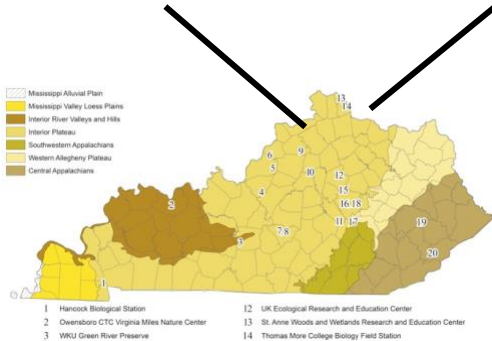 13
14
Mississippi Alluvial Plain
Mississippi Valley Loess Plains
Interior River Valleys and Hills
Interior Plateau
Southwestern Appalachians
Western Allegheny Plateau
Central Appalachians
6
9
5
10
12
4
15
2
16 18
7 8
11 17
3
19
20
1
1 Hancock Biological Station
2 Owensboro CTC Virginia Miles Nature Center
3 WKU Green River Preserve
12 UK Ecological Research and Education Center
13 St. Anne Woods and Wetlands Research and Education Center
14 Thomas More College Biology Field Station